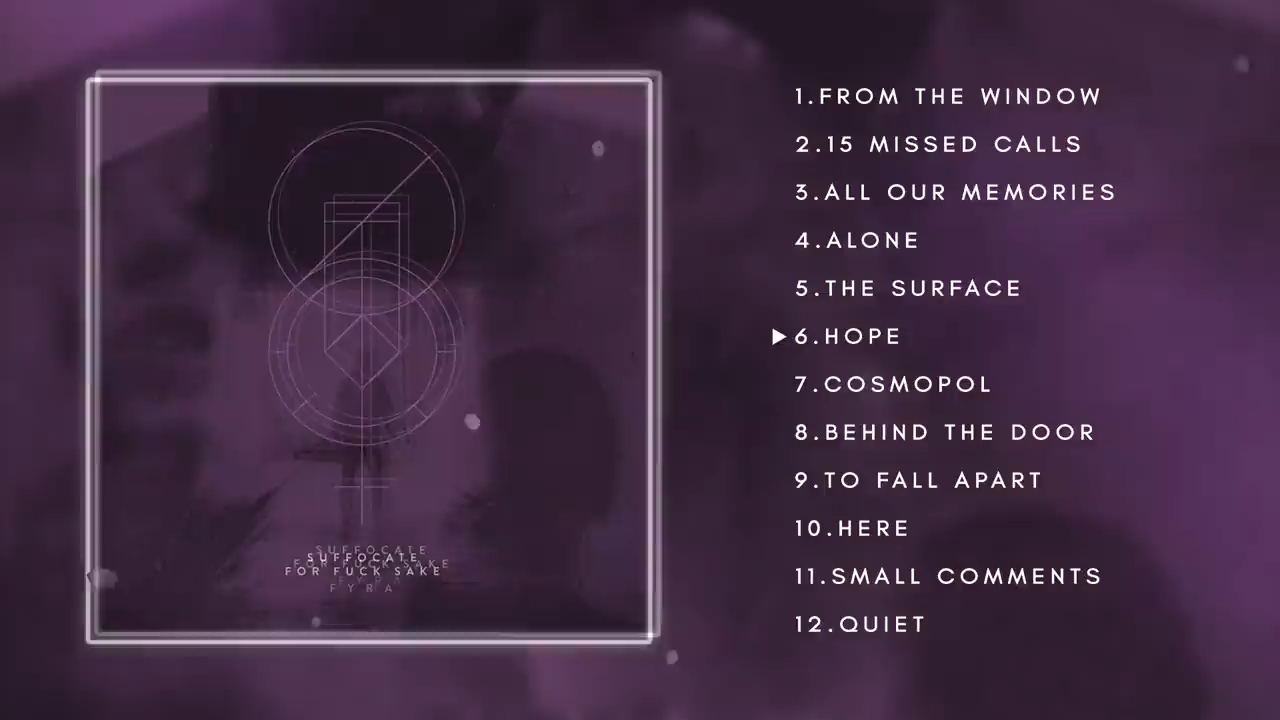 SUFFOCATE
FOR FUCK SAKE
FYRA
1.FROM THE WINDOW
2.15 MISSED CALLS
3.ALL OUR MEMORIES
4.ALONE
5.THE SURFACE
6.HOPE
7.COSMOPOL
8.BEHIND THE DOOR
9.TO FALL APART
10.HERE
11.SMALL COMMENTS
12.QUIET